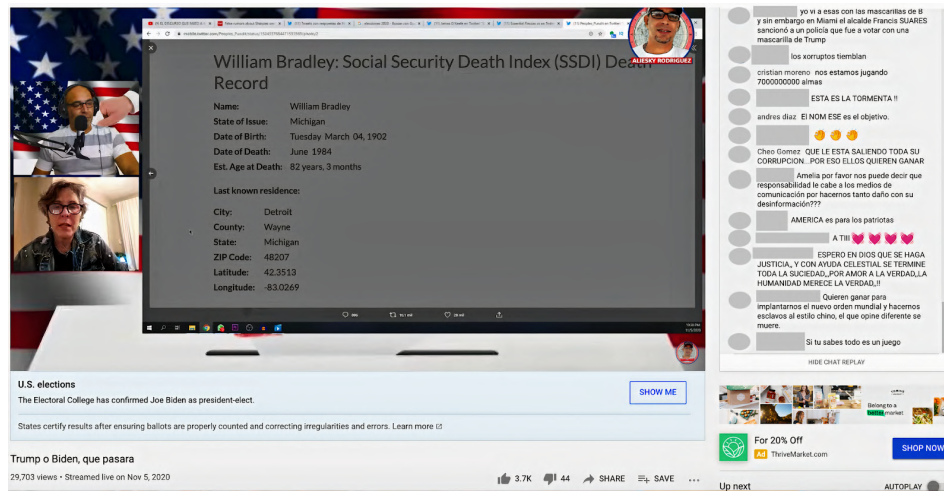 ALIESKY RODRIGUEZ
William Bradley: Social Security Death Index (SSDI) Death
Record
Name: William Bradley
State of Issue: Michigan
Date of Birth: Tuesday March 04, 1902
Date of Death: June 1984
Est. Age at Death: 82 years, 3 months
Last known residence:
City: Detroit
County: Wayne
State: Michigan
ZIP Code: 48207
Latitude: 42.3513
Longitude: -83.0269
U.S. elections
The Electoral College has confirmed Joe Biden as president-elect.
SHOW ME
States certify results after ensuring ballots are properly counted and correcting irregularities and errors. Learn more
Trump o Biden, que pasara
29,703 views • Streamed live on Nov 5, 2020
3.7K 44 SHARE SAVE
yo vi a esas con las mascarillas de B
y sin embargo en Miami el alcalde Francis SUARES
sancionó a un policía que fue a votar con una
mascarilla de Trump
los xorruptos tiemblan
cristian moreno nos estamos jugando
7000000000 almas
ESTA ES LA TORMENTA !!
andres diaz El NOM ESE es el objetivo.
Cheo Gomez QUE LE ESTA SALIENDO TODA SU
CORRUPCION...POR ESO ELLOS QUIEREN GANAR
Amelia por favor nos puede decir que
responsabilidad le cabe a los medios de
comunicación por hacernos tanto daño con su
desinformación???
AMERICA es para los patriotas
A TIII
ESPERO EN DIOS QUE SE HAGA
JUSTICIA,, Y CON AYUDA CELESTIAL SE TERMINE
TODA LA SUCIEDAD,,POR AMOR A LA VERDAD,,LA
HUMANIDAD MERECE LA VERDAD,,!!
Quieren ganar para
implantarnos el nuevo orden mundial y hacernos
esclavos al estilo chino, el que opine diferente se
muere.
Si tu sabes todo es un juego
HIDE CHAT REPLAY
Belong to a
better market
For 20% Off
Ad ThriveMarket.com
SHOP NOW
Up next
AUTOPLAY